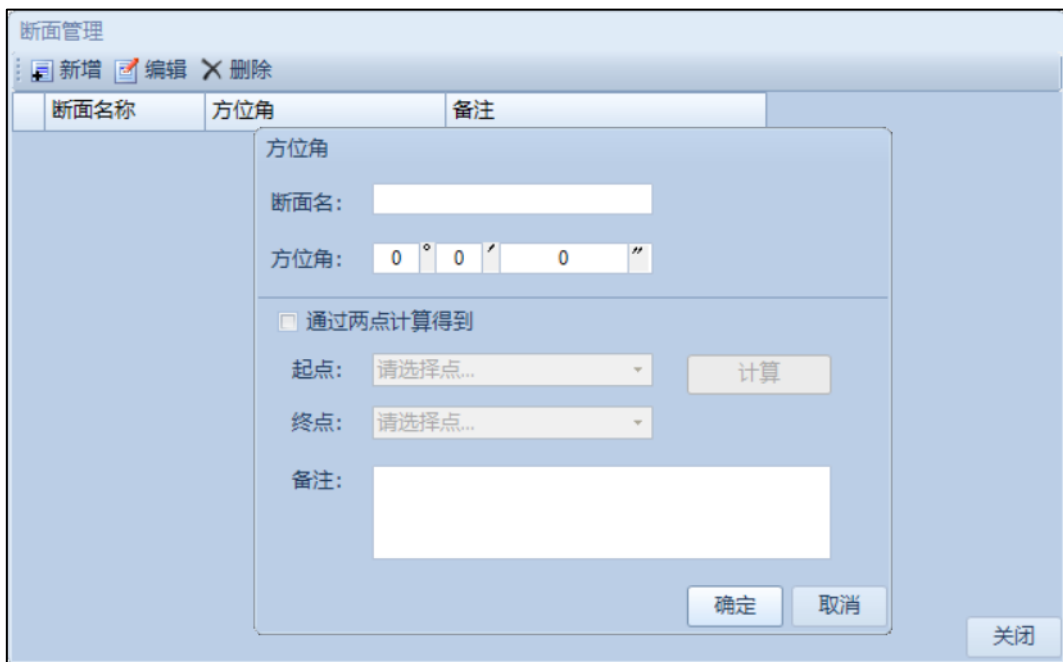 断面管理
新增 编辑 删除
断面名称 方位角 备注
方位角
断面名:
方位角: 0 ° 0 ′ 0 ″
通过两点计算得到
起点: 请选择点... 计算
终点: 请选择点...
备注:
确定 取消
关闭